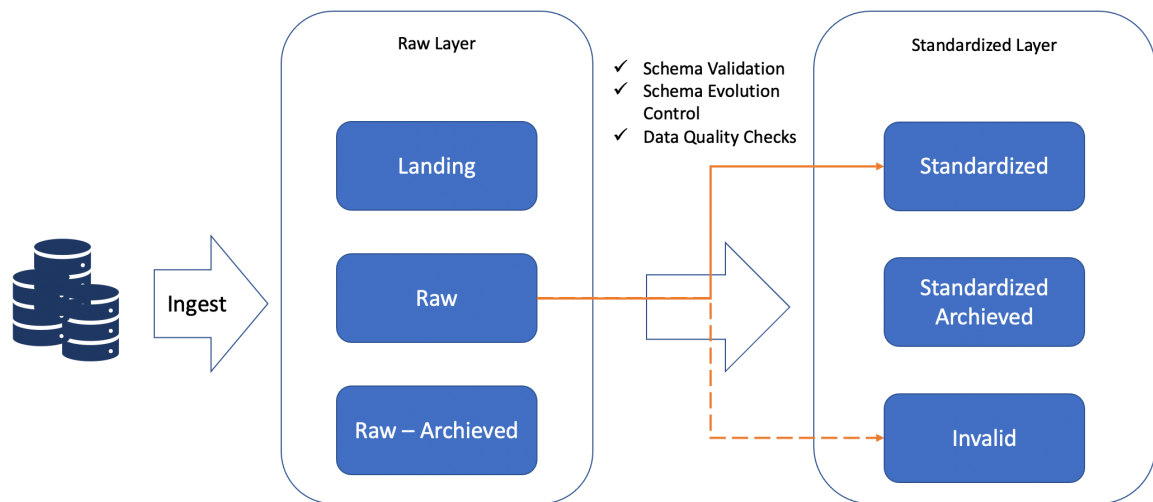 Raw Layer
Standardized Layer
✓ Schema Validation
✓ Schema Evolution
Control
✓ Data Quality Checks
Landing
Standardized
Ingest
Raw
Standardized
Archieved
Raw – Archieved
Invalid